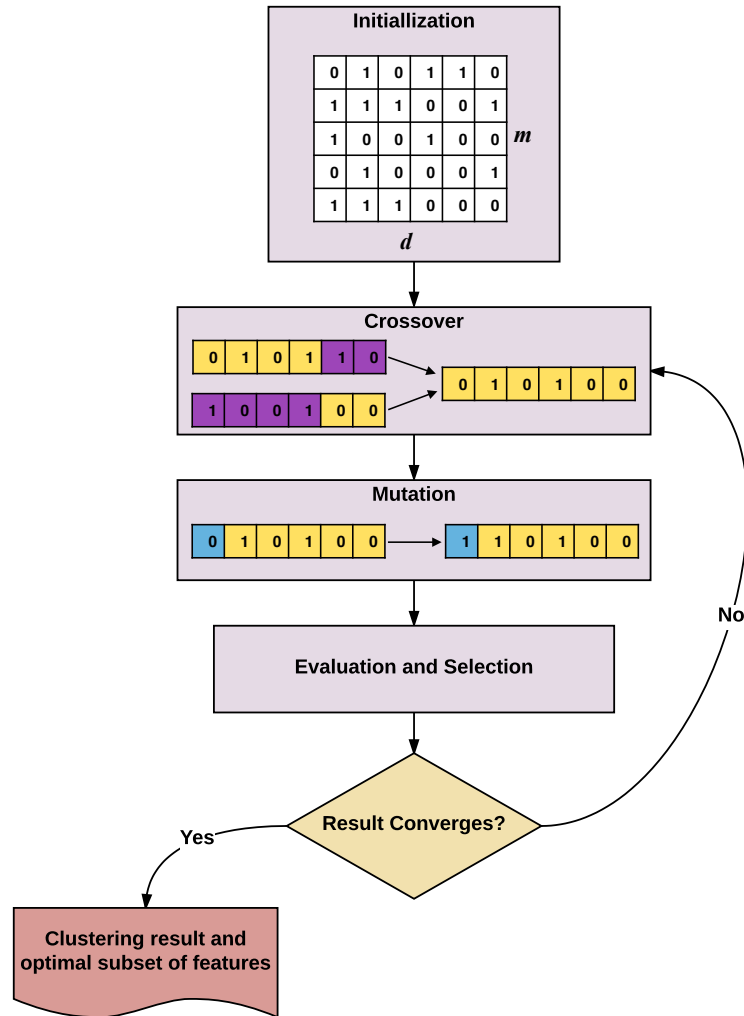 Initiallization
0 1 0 1 1 0
1 1 1 0 0 1
1 0 0 1 0 0
m
0 1 0 0 0 1
1 1 1 0 0 0
d
Crossover
0 1 0 1 1 0
0 1 0 1 0 0
1 0 0 1 0 0
Mutation
0 1 0 1 0 0
1 1 0 1 0 0
No
Evaluation and Selection
Result Converges?
Yes
Clustering result and
optimal subset of features